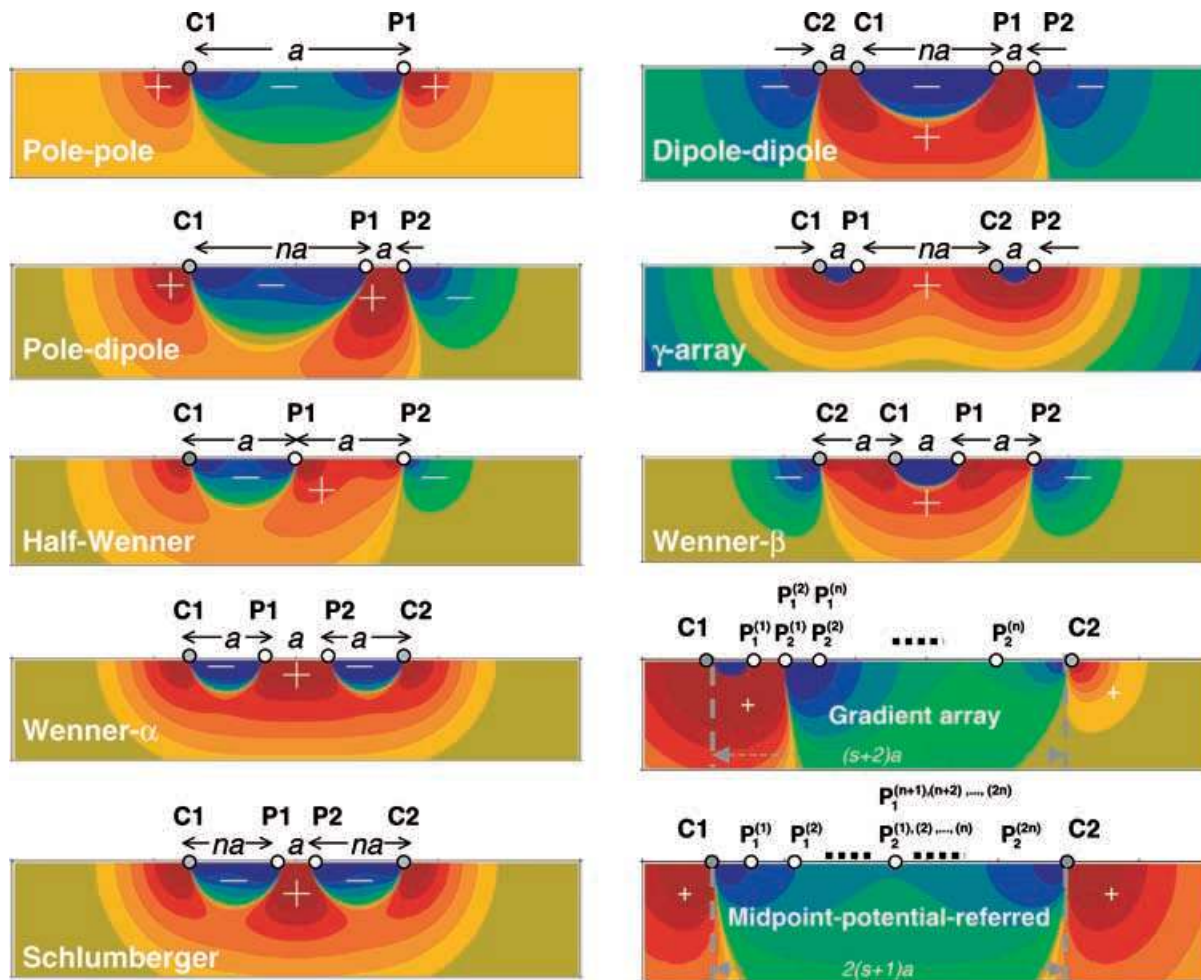 C1 P1
a
+ − +
Pole-pole
C1 P1 P2
na a
+ − + −
Pole-dipole
C1 P1 P2
a a
− + −
Half-Wenner
C1 P1 P2 C2
a a a
− + −
Wenner-α
C1 P1 P2 C2
na a na
− + −
Schlumberger
C2 C1 P1 P2
a na a
− − + −
Dipole-dipole
C1 P1 C2 P2
a na a
+
γ-array
C2 C1 P1 P2
a a a
− + −
Wenner-β
P₁⁽²⁾ P₁⁽ⁿ⁾
C1 P₁⁽¹⁾ P₂⁽¹⁾ P₂⁽²⁾ P₂⁽ⁿ⁾ C2
+ +
Gradient array
(s+2)a
P₁⁽ⁿ⁺¹⁾,⁽ⁿ⁺²⁾,...,⁽²ⁿ⁾
C1 P₁⁽¹⁾ P₁⁽²⁾ P₂⁽¹⁾,⁽²⁾,...,⁽ⁿ⁾ P₂⁽²ⁿ⁾ C2
+ +
Midpoint-potential-referred
2(s+1)a